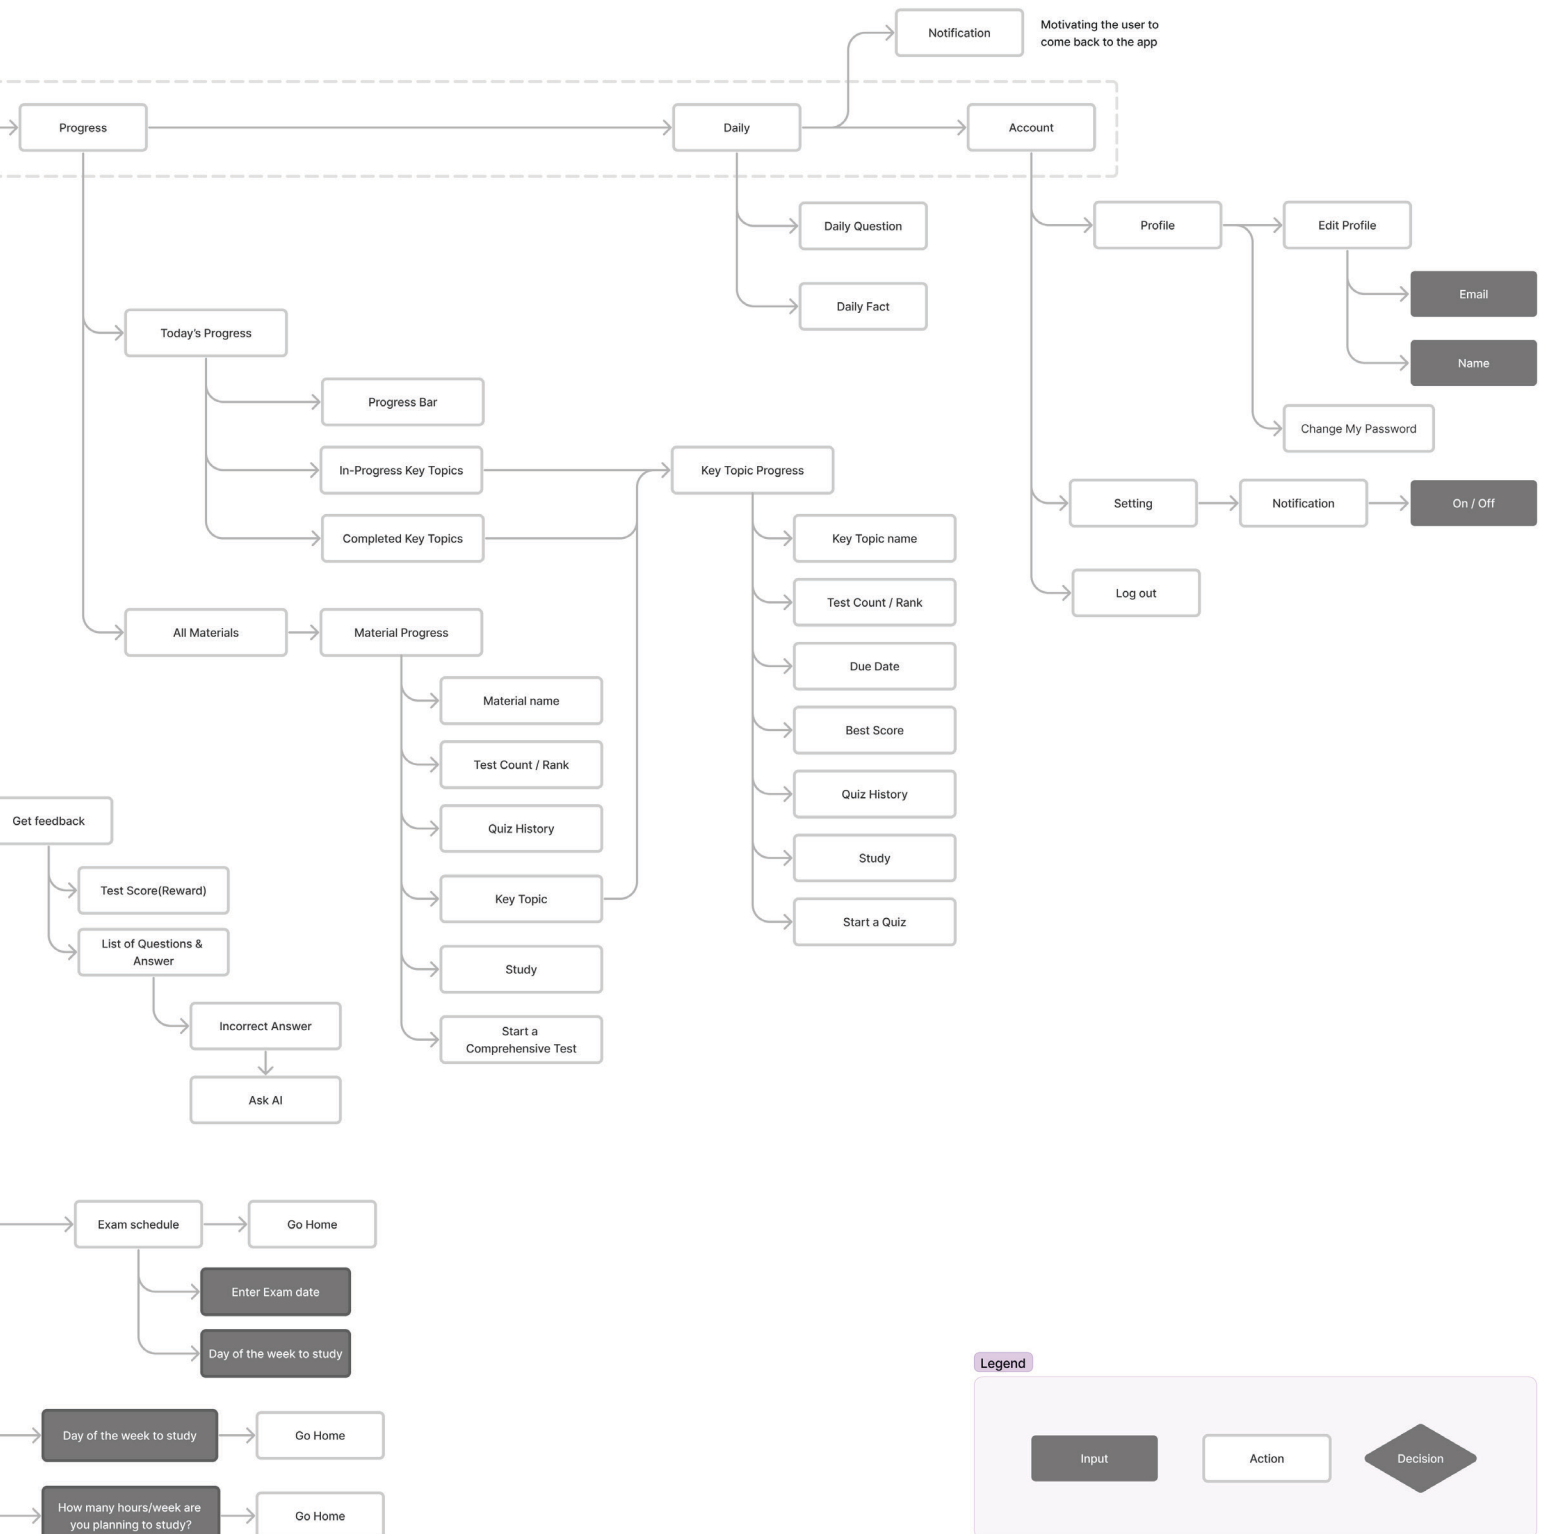 Notification
Motivating the user to
come back to the app
Progress
Daily
Account
Daily Question
Daily Fact
Profile
Edit Profile
Email
Name
Change My Password
Setting
Notification
On / Off
Log out
Today's Progress
Progress Bar
In-Progress Key Topics
Completed Key Topics
Key Topic Progress
Key Topic name
Test Count / Rank
Due Date
Best Score
Quiz History
Study
Start a Quiz
All Materials
Material Progress
Material name
Test Count / Rank
Quiz History
Key Topic
Study
Start a
Comprehensive Test
Get feedback
Test Score(Reward)
List of Questions &
Answer
Incorrect Answer
Ask AI
Exam schedule
Go Home
Enter Exam date
Day of the week to study
Day of the week to study
Go Home
How many hours/week are
you planning to study?
Go Home
Legend
Input
Action
Decision